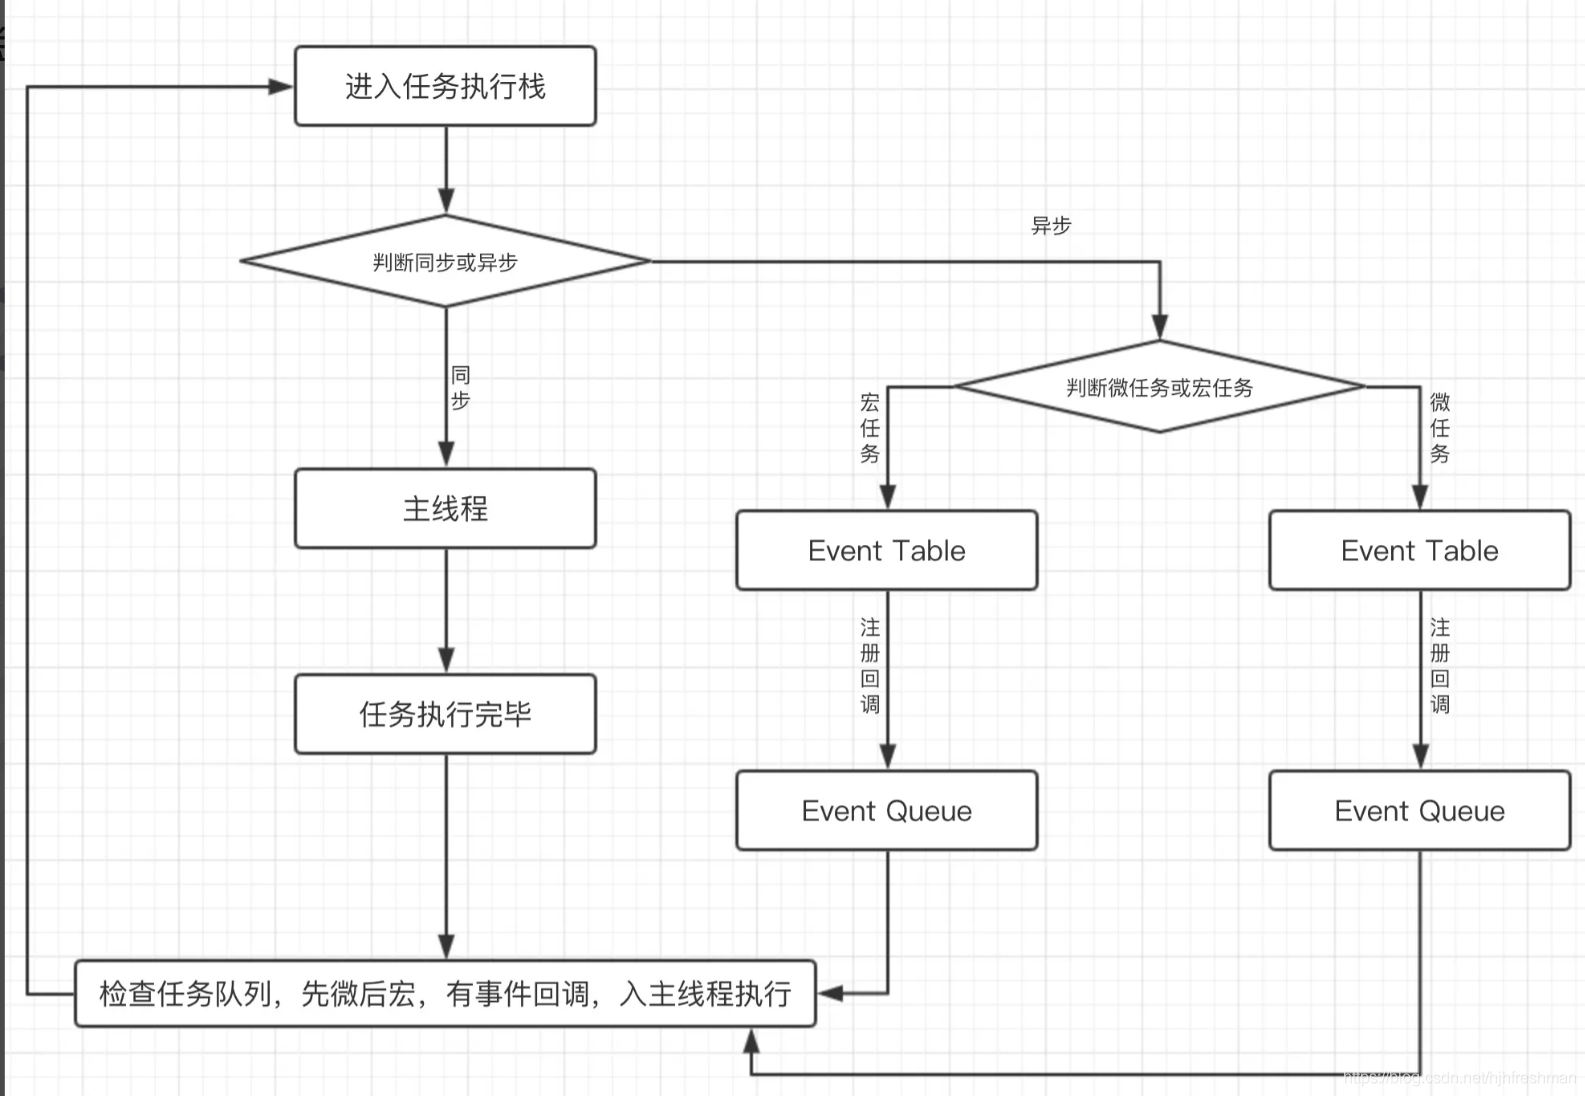 进入任务执行栈
判断同步或异步
异步
同步
判断微任务或宏任务
宏任务
微任务
主线程
Event Table
Event Table
注册回调
注册回调
任务执行完毕
Event Queue
Event Queue
检查任务队列，先微后宏，有事件回调，入主线程执行
https://blog.csdn.net/hjhfreshman